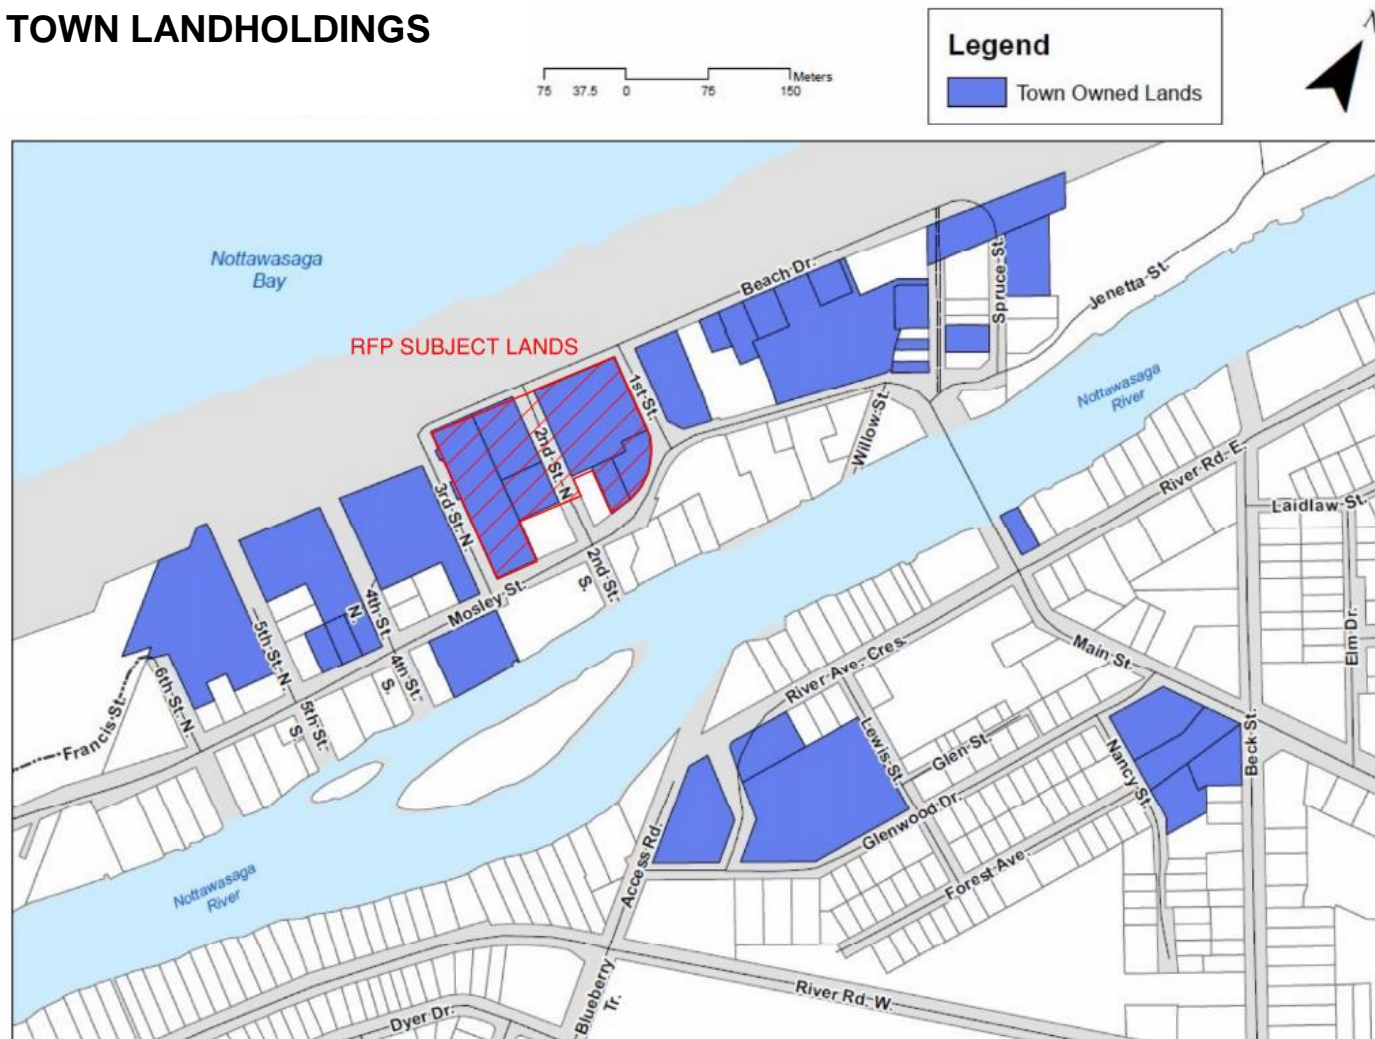 TOWN LANDHOLDINGS
N
Legend
Town Owned Lands
Meters
75 37.5 0 75 150
Nottawasaga
Bay
Beach Dr.
Spruce St.
Jenetta St.
RFP SUBJECT LANDS
1st St.
Nottawasaga
River
Willow St.
2nd St. N.
River Rd. E.
3rd St. N.
Laidlaw St.
2nd St.
S.
Mosley St.
4th St.
N.
5th St. N.
4th St.
S.
6th St. N.
5th St.
S.
Francis St.
River Ave. Cres.
Main St.
Elm Dr.
Lewis St.
Glen St.
Nancy St.
Beck St.
Glenwood Dr.
Access Rd.
Forest Ave.
Nottawasaga
River
Blueberry
Tr.
River Rd. W.
Dyer Dr.